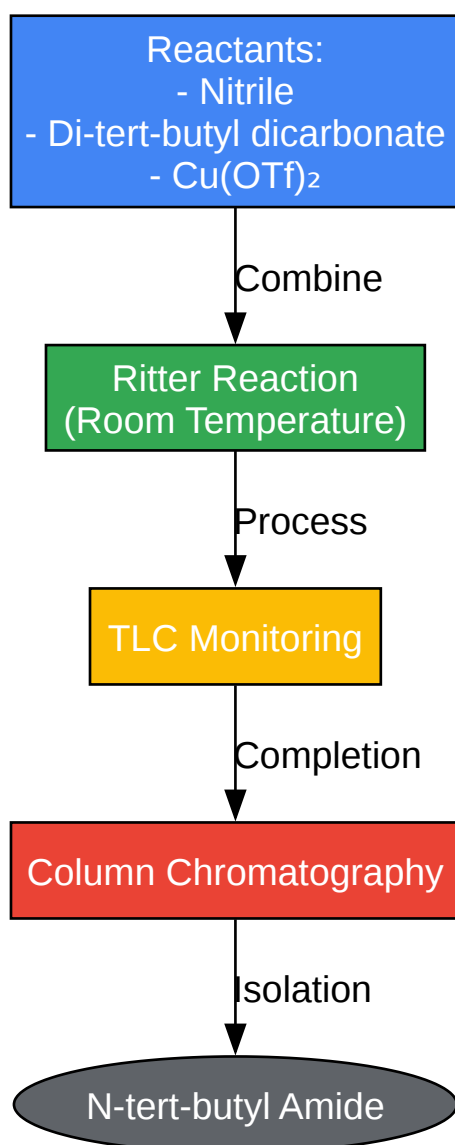 Reactants:
- Nitrile
- Di-tert-butyl dicarbonate
- Cu(OTf)₂
Combine
Ritter Reaction
(Room Temperature)
Process
TLC Monitoring
Completion
Column Chromatography
Isolation
N-tert-butyl Amide